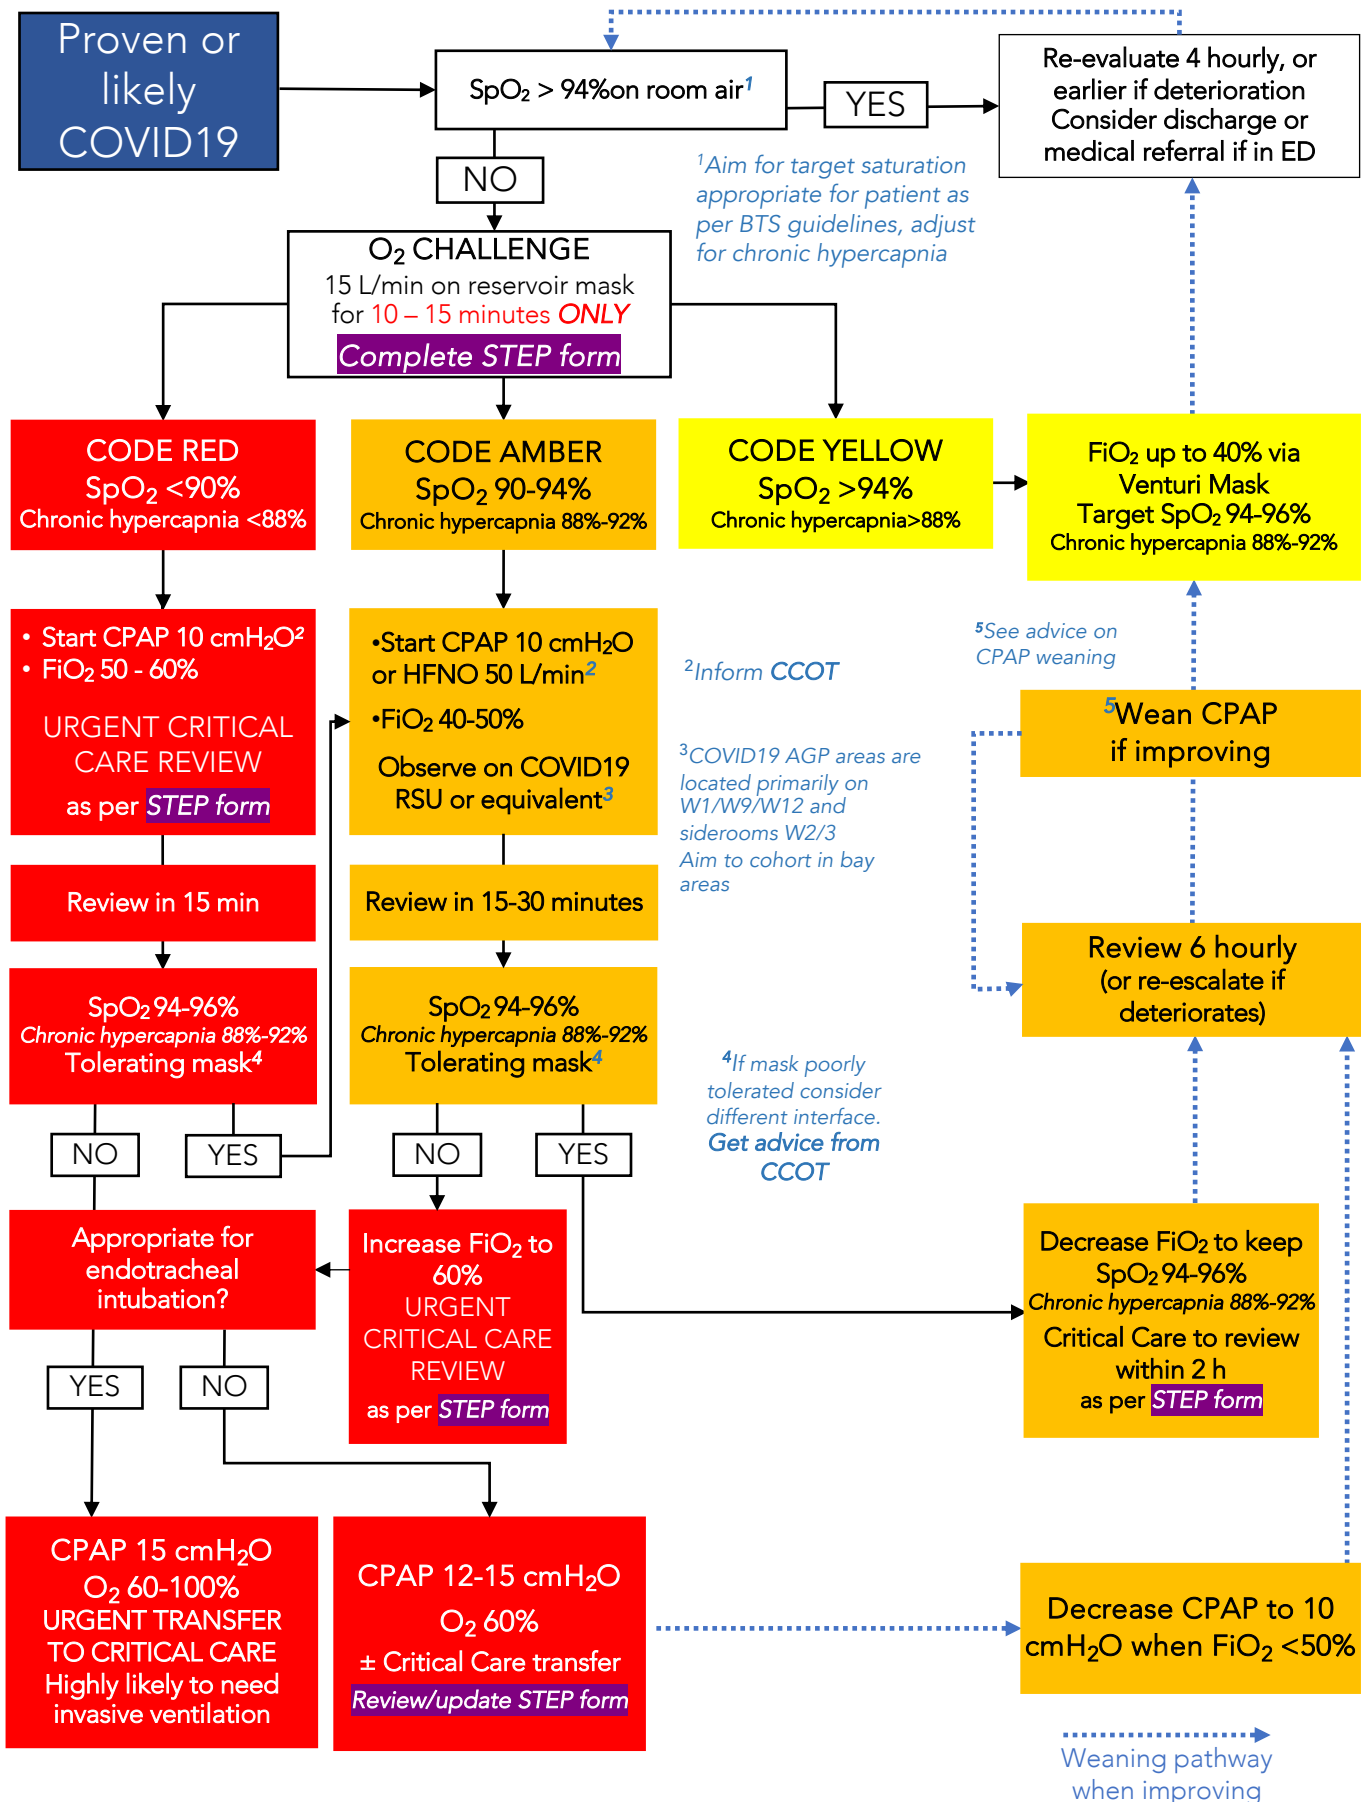 Proven or
likely
COVID19
SpO₂ > 94%on room air¹
YES
Re-evaluate 4 hourly, or
earlier if deterioration
Consider discharge or
medical referral if in ED
NO
¹Aim for target saturation
appropriate for patient as
per BTS guidelines, adjust
for chronic hypercapnia
O₂ CHALLENGE
15 L/min on reservoir mask
for 10 – 15 minutes ONLY
Complete STEP form
CODE RED
SpO₂ <90%
Chronic hypercapnia <88%
CODE AMBER
SpO₂ 90-94%
Chronic hypercapnia 88%-92%
CODE YELLOW
SpO₂ >94%
Chronic hypercapnia>88%
FiO₂ up to 40% via
Venturi Mask
Target SpO₂ 94-96%
Chronic hypercapnia 88%-92%
• Start CPAP 10 cmH₂O²
• FiO₂ 50 - 60%
URGENT CRITICAL
CARE REVIEW
as per STEP form
•Start CPAP 10 cmH₂O
or HFNO 50 L/min²
•FiO₂ 40-50%
Observe on COVID19
RSU or equivalent³
²Inform CCOT
³COVID19 AGP areas are
located primarily on
W1/W9/W12 and
siderooms W2/3
Aim to cohort in bay
areas
⁵See advice on
CPAP weaning
⁵Wean CPAP
if improving
Review in 15 min
Review in 15-30 minutes
Review 6 hourly
(or re-escalate if
deteriorates)
SpO₂ 94-96%
Chronic hypercapnia 88%-92%
Tolerating mask⁴
SpO₂ 94-96%
Chronic hypercapnia 88%-92%
Tolerating mask⁴
⁴If mask poorly
tolerated consider
different interface.
Get advice from
CCOT
NO
YES
NO
YES
Appropriate for
endotracheal
intubation?
Increase FiO₂ to
60%
URGENT
CRITICAL CARE
REVIEW
as per STEP form
Decrease FiO₂ to keep
SpO₂ 94-96%
Chronic hypercapnia 88%-92%
Critical Care to review
within 2 h
as per STEP form
YES
NO
CPAP 15 cmH₂O
O₂ 60-100%
URGENT TRANSFER
TO CRITICAL CARE
Highly likely to need
invasive ventilation
CPAP 12-15 cmH₂O
O₂ 60%
± Critical Care transfer
Review/update STEP form
Decrease CPAP to 10
cmH₂O when FiO₂ <50%
Weaning pathway
when improving